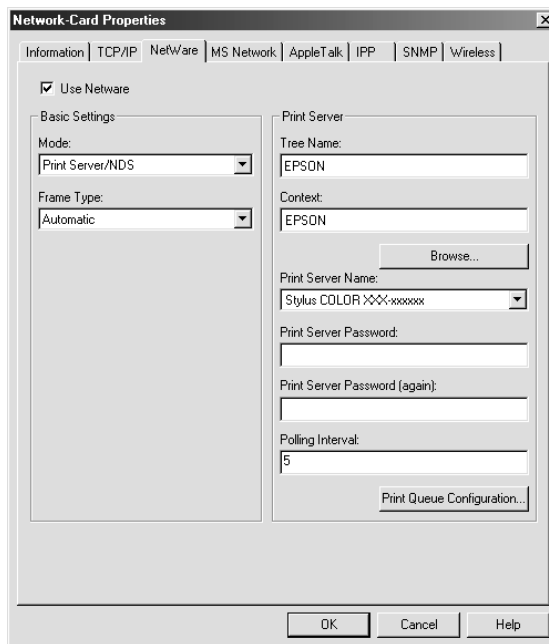 Network-Card Properties
Information TCP/IP NetWare MS Network AppleTalk IPP SNMP Wireless
Use Netware
Basic Settings
Mode:
Print Server/NDS
Frame Type:
Automatic
Print Server
Tree Name:
EPSON
Context:
EPSON
Browse...
Print Server Name:
Stylus COLOR XXX-xxxxxx
Print Server Password:
Print Server Password (again):
Polling Interval:
5
Print Queue Configuration...
OK Cancel Help